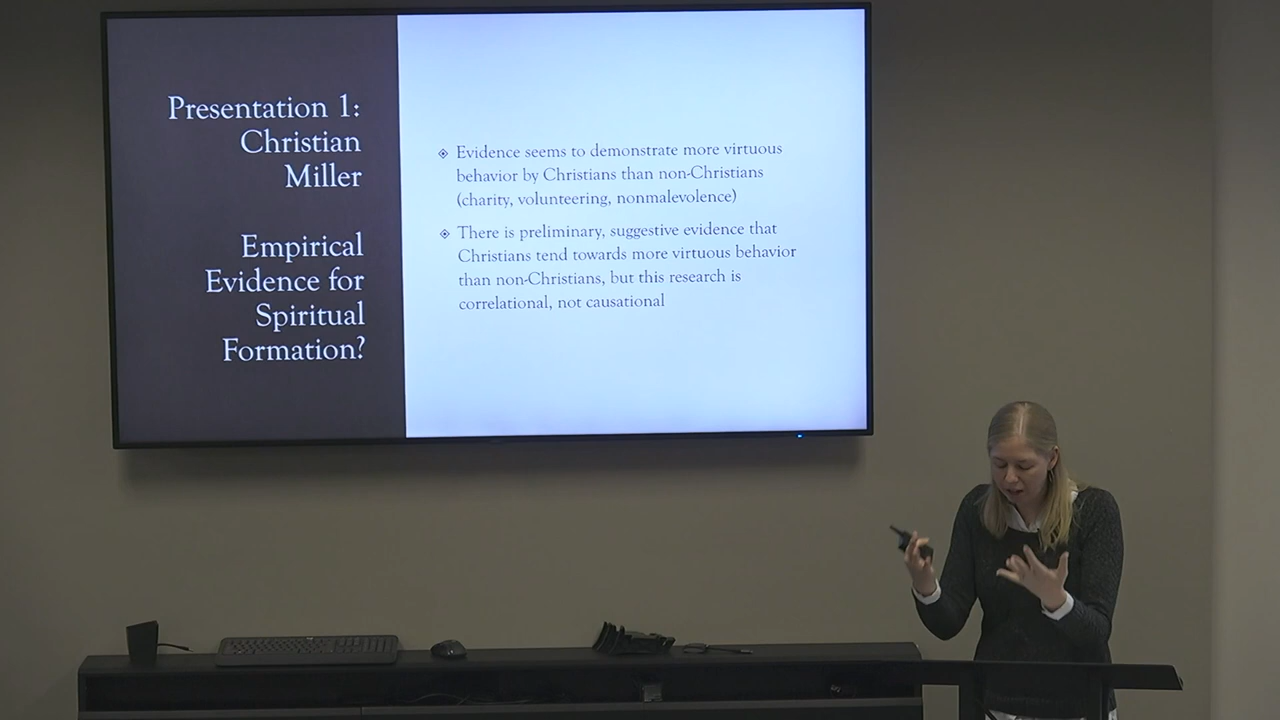 Presentation 1:
Christian
Miller
Empirical
Evidence for
Spiritual
Formation?
Evidence seems to demonstrate more virtuous
behavior by Christians than non-Christians
(charity, volunteering, nonmalevolence)
There is preliminary, suggestive evidence that
Christians tend towards more virtuous behavior
than non-Christians, but this research is
correlational, not causational